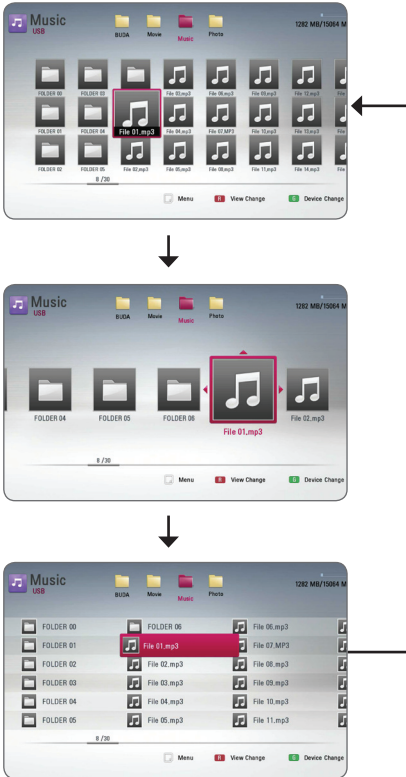 Music
USB
BUDA Movie Music Photo
1282 MB/15064 M
FOLDER 00 FOLDER 03 File 03.mp3 File 06.mp3 File 09.mp3 File 12.mp3 File
FOLDER 01 FOLDER 04 File 01.mp3 File 04.mp3 File 07.MP3 File 10.mp3 File 13.mp3 File
FOLDER 02 FOLDER 05 File 02.mp3 File 05.mp3 File 08.mp3 File 11.mp3 File 14.mp3 File
8 /30
Menu R View Change G Device Change
Music
USB
BUDA Movie Music Photo
1282 MB/15064 M
FOLDER 04 FOLDER 05 FOLDER 06 File 01.mp3 File 02.mp3
8 /30
Menu R View Change G Device Change
Music
USB
BUDA Movie Music Photo
1282 MB/15064 M
FOLDER 00 FOLDER 06 File 06.mp3
FOLDER 01 File 01.mp3 File 07.MP3
FOLDER 02 File 02.mp3 File 08.mp3
FOLDER 03 File 03.mp3 File 09.mp3
FOLDER 04 File 04.mp3 File 10.mp3
FOLDER 05 File 05.mp3 File 11.mp3
8 /30
Menu R View Change G Device Change